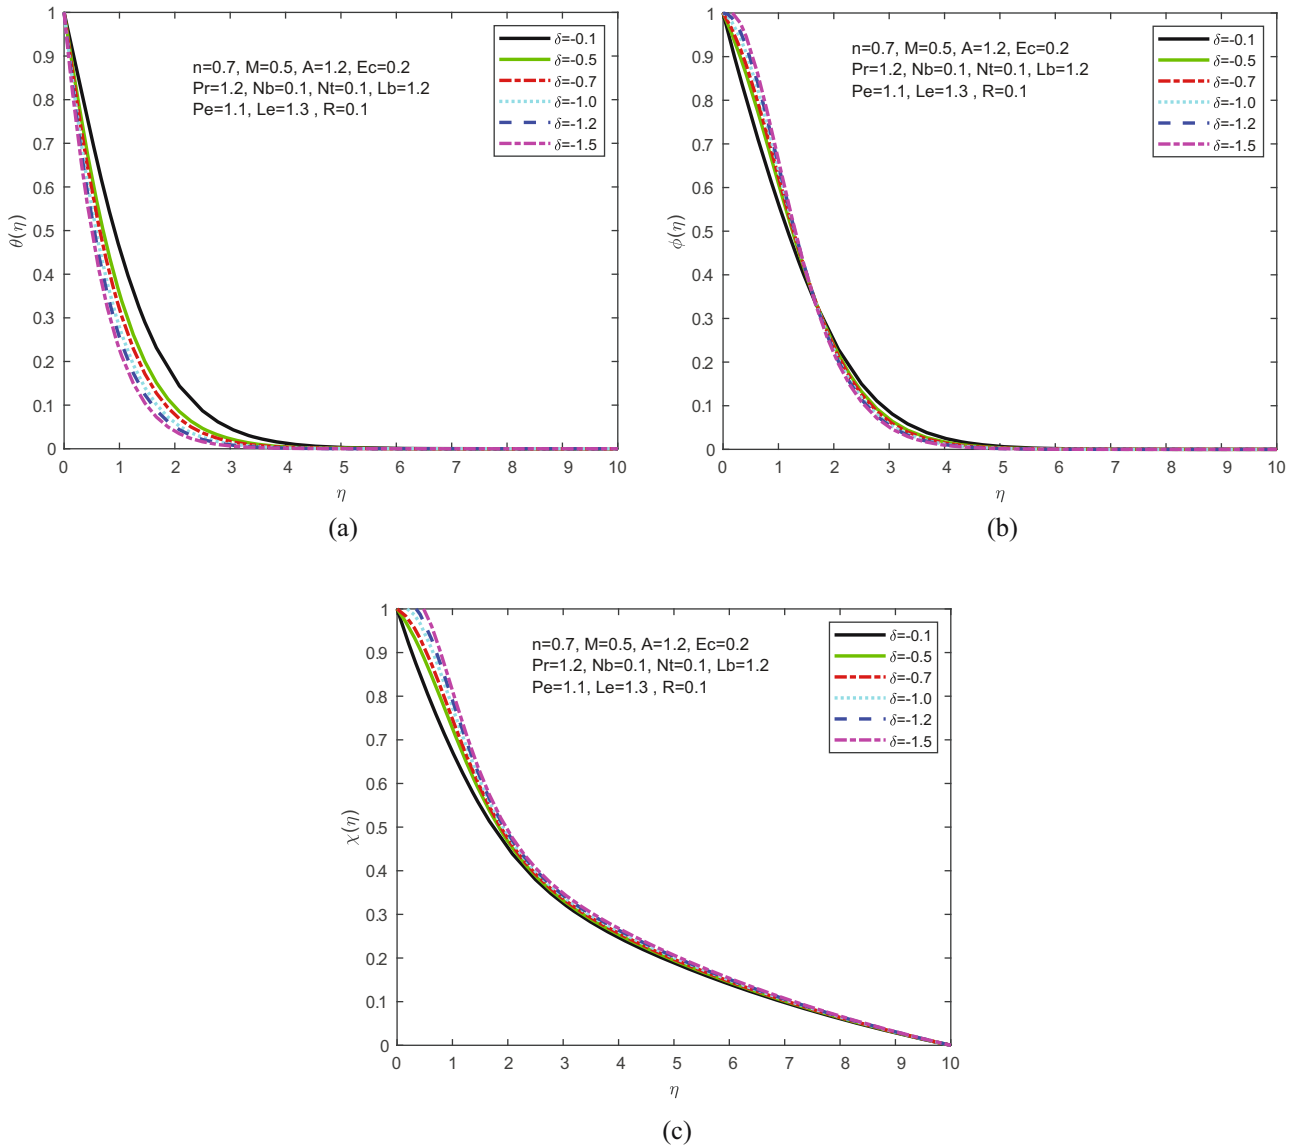 1
0.9
0.8
0.7
0.6
0.5
0.4
0.3
0.2
0.1
0
θ(η)
n=0.7, M=0.5, A=1.2, Ec=0.2
Pr=1.2, Nb=0.1, Nt=0.1, Lb=1.2
Pe=1.1, Le=1.3 , R=0.1
δ=-0.1
δ=-0.5
δ=-0.7
δ=-1.0
δ=-1.2
δ=-1.5
0 1 2 3 4 5 6 7 8 9 10
η
(a)
1
0.9
0.8
0.7
0.6
0.5
0.4
0.3
0.2
0.1
0
ϕ(η)
n=0.7, M=0.5, A=1.2, Ec=0.2
Pr=1.2, Nb=0.1, Nt=0.1, Lb=1.2
Pe=1.1, Le=1.3 , R=0.1
δ=-0.1
δ=-0.5
δ=-0.7
δ=-1.0
δ=-1.2
δ=-1.5
0 1 2 3 4 5 6 7 8 9 10
η
(b)
1
0.9
0.8
0.7
0.6
0.5
0.4
0.3
0.2
0.1
0
χ(η)
n=0.7, M=0.5, A=1.2, Ec=0.2
Pr=1.2, Nb=0.1, Nt=0.1, Lb=1.2
Pe=1.1, Le=1.3 , R=0.1
δ=-0.1
δ=-0.5
δ=-0.7
δ=-1.0
δ=-1.2
δ=-1.5
0 1 2 3 4 5 6 7 8 9 10
η
(c)